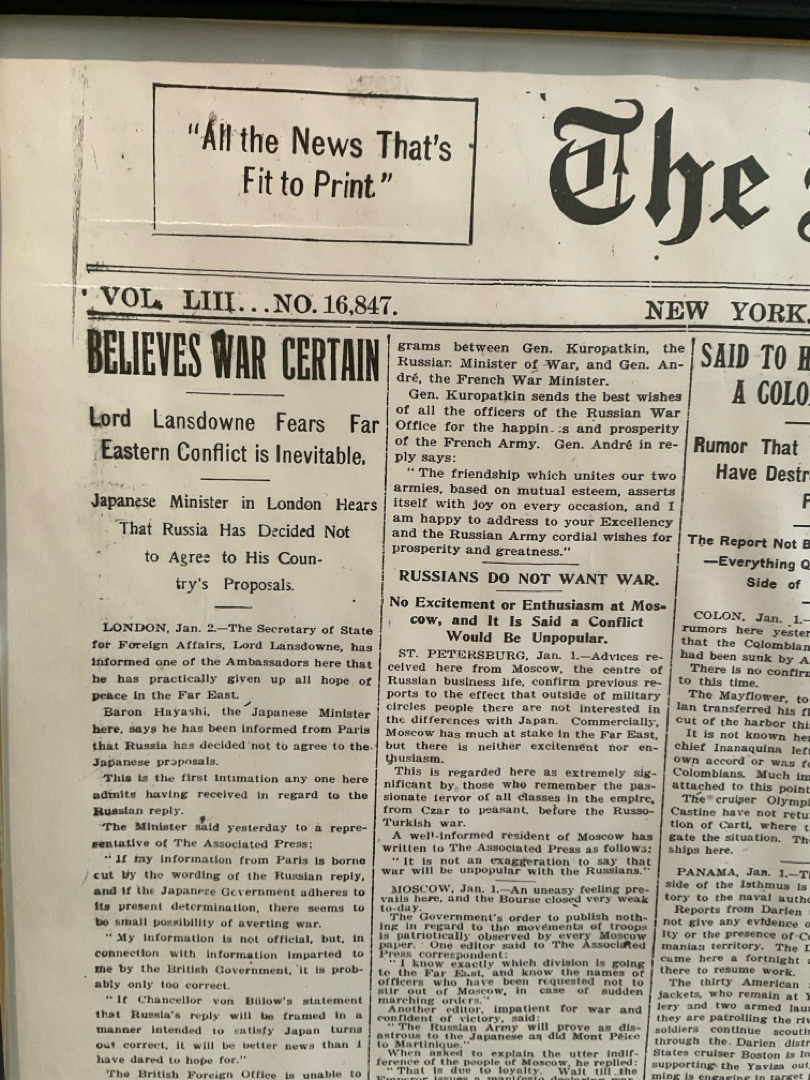 "All the News That's
Fit to Print."
The
VOL. LIII...NO. 16,847.
NEW YORK.
BELIEVES WAR CERTAIN
Lord Lansdowne Fears Far
Eastern Conflict is Inevitable.
Japanese Minister in London Hears
That Russia Has Decided Not
to Agree to His Coun-
try's Proposals.
LONDON, Jan. 2.—The Secretary of State
for Foreign Affairs, Lord Lansdowne, has
informed one of the Ambassadors here that
he has practically given up all hope of
peace in the Far East.
Baron Hayashi, the Japanese Minister
here, says he has been informed from Paris
that Russia has decided not to agree to the
Japanese proposals.
This is the first intimation any one here
admits having received in regard to the
Russian reply.
The Minister said yesterday to a repre-
sentative of The Associated Press:
"If my information from Paris is borne
out by the wording of the Russian reply,
and if the Japanese Government adheres to
its present determination, there seems to
be small possibility of averting war.
"My information is not official, but, in
connection with information imparted to
me by the British Government, it is prob-
ably only too correct.
"If Chancellor von Bülow's statement
that Russia's reply will be framed in a
manner intended to satisfy Japan turns
out correct, it will be better news than I
have dared to hope for."
The British Foreign Office is unable to
grams between Gen. Kuropatkin, the
Russian Minister of War, and Gen. An-
dré, the French War Minister.
Gen. Kuropatkin sends the best wishes
of all the officers of the Russian War
Office for the happin...s and prosperity
of the French Army. Gen. André in re-
ply says:
"The friendship which unites our two
armies, based on mutual esteem, asserts
itself with joy on every occasion, and I
am happy to address to your Excellency
and the Russian Army cordial wishes for
prosperity and greatness."
RUSSIANS DO NOT WANT WAR.
No Excitement or Enthusiasm at Mos-
cow, and It Is Said a Conflict
Would Be Unpopular.
ST. PETERSBURG, Jan. 1.—Advices re-
ceived here from Moscow, the centre of
Russian business life, confirm previous re-
ports to the effect that outside of military
circles people there are not interested in
the differences with Japan. Commercially,
Moscow has much at stake in the Far East,
but there is neither excitement nor en-
thusiasm.
This is regarded here as extremely sig-
nificant by those who remember the pas-
sionate fervor of all classes in the empire,
from Czar to peasant, before the Russo-
Turkish war.
A well-informed resident of Moscow has
written to The Associated Press as follows:
"It is not an exaggeration to say that
war will be unpopular with the Russians."
MOSCOW, Jan. 1.—An uneasy feeling pre-
vails here, and the Bourse closed very weak
to-day.
The Government's order to publish noth-
ing in regard to the movements of troops
is patriotically observed by every Moscow
paper. One editor said to The Associated
Press correspondent:
"I know exactly which division is going
to the Far East, and know the names of
officers who have been requested not to
stir out of Moscow, in case of sudden
marching orders."
Another editor, impatient for war and
confident of victory, said:
"The Russian Army will prove as dis-
astrous to the Japanese as did Mont Pélee
to Martinique."
When asked to explain the utter indif-
ference of the people of Moscow, he replied:
"That is due to loyalty. Wait till the
SAID TO H
A COLO
Rumor That
Have Destr
The Report Not B
—Everything Q
Side of
COLON, Jan. 1.—
rumors here yester
that the Colombian
had been sunk by A
There is no confirm
to this time.
The Mayflower, to
lan transferred his fl
out of the harbor thi
It is not known her
chief Inanaquina left
own accord or was fo
Colombians. Much im
attached to this point
The cruiser Olympi
Castine have not retu
tion of Carti, where t
gate the situation. Th
ships here.
PANAMA, Jan. 1.—T
side of the Isthmus is
tory to the naval autho
Reports from Darien
not give any evidence o
ity or the presence of Co
manian territory. The D
came here a fortnight a
there to resume work.
The thirty American
jackets, who remain at Y
lery and two armed laun
they are patrolling the riv
soldiers continue scouti
through the Darien distr
States cruiser Boston is in
supporting the Yaviza out
ming is engaged in target